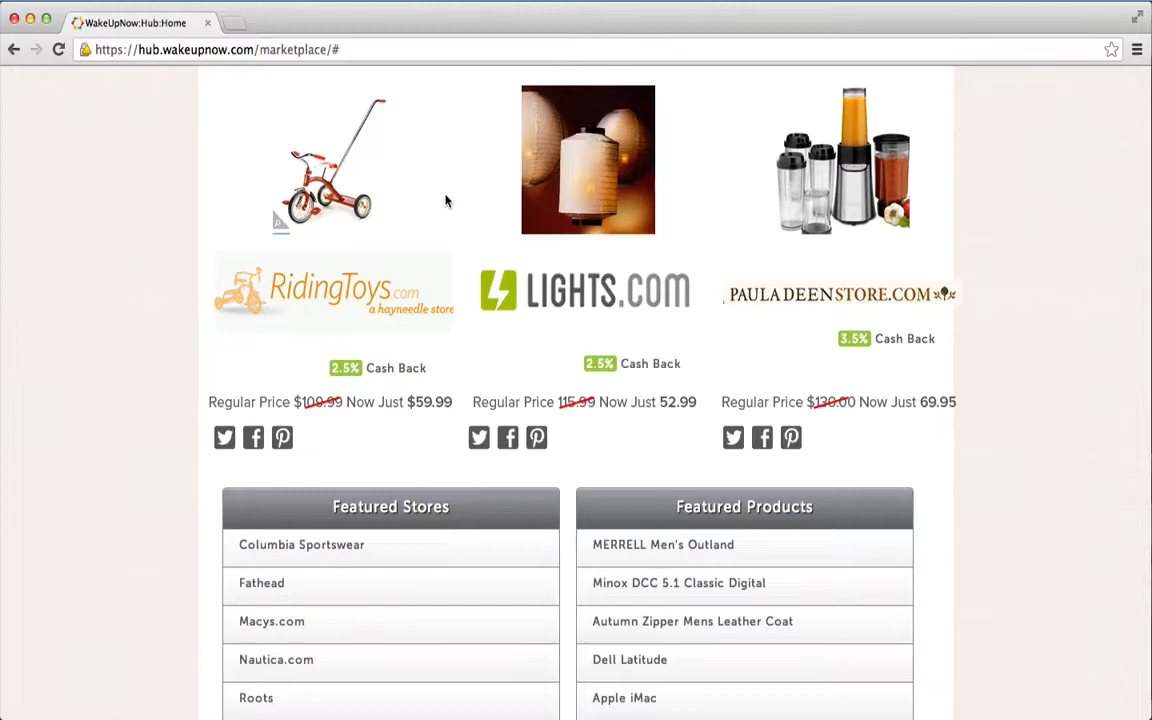 WakeUpNow:Hub:Home
https://hub.wakeupnow.com/marketplace/#
RidingToys.com
a hayneedle store
LIGHTS.COM
PAULA DEENSTORE.COM
2.5% Cash Back
2.5% Cash Back
3.5% Cash Back
Regular Price $109.99 Now Just $59.99
Regular Price 115.99 Now Just 52.99
Regular Price $130.00 Now Just 69.95
Featured Stores
Columbia Sportswear
Fathead
Macys.com
Nautica.com
Roots
Featured Products
MERRELL Men's Outland
Minox DCC 5.1 Classic Digital
Autumn Zipper Mens Leather Coat
Dell Latitude
Apple iMac